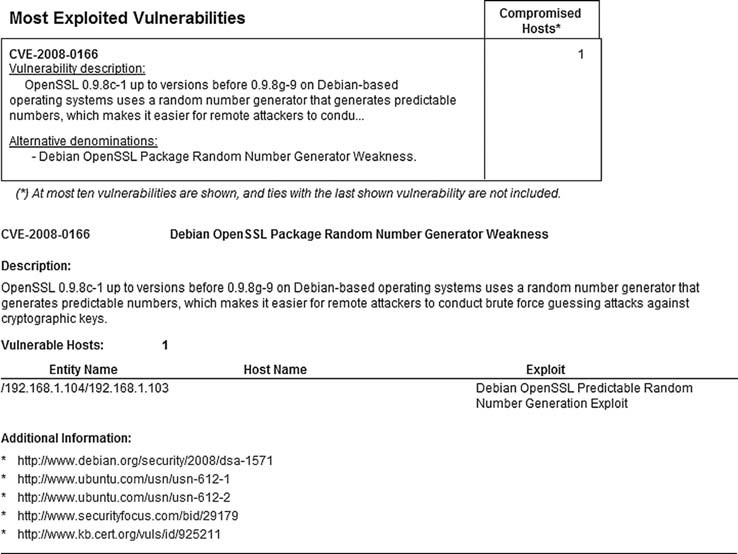 Most Exploited Vulnerabilities
Compromised
Hosts*
CVE-2008-0166
1
Vulnerability description:
OpenSSL 0.9.8c-1 up to versions before 0.9.8g-9 on Debian-based
operating systems uses a random number generator that generates predictable
numbers, which makes it easier for remote attackers to condu...
Alternative denominations:
- Debian OpenSSL Package Random Number Generator Weakness.
(*) At most ten vulnerabilities are shown, and ties with the last shown vulnerability are not included.
CVE-2008-0166 Debian OpenSSL Package Random Number Generator Weakness
Description:
OpenSSL 0.9.8c-1 up to versions before 0.9.8g-9 on Debian-based operating systems uses a random number generator that
generates predictable numbers, which makes it easier for remote attackers to conduct brute force guessing attacks against
cryptographic keys.
Vulnerable Hosts: 1
Entity Name Host Name Exploit
/192.168.1.104/192.168.1.103 Debian OpenSSL Predictable Random
Number Generation Exploit
Additional Information:
* http://www.debian.org/security/2008/dsa-1571
* http://www.ubuntu.com/usn/usn-612-1
* http://www.ubuntu.com/usn/usn-612-2
* http://www.securityfocus.com/bid/29179
* http://www.kb.cert.org/vuls/id/925211